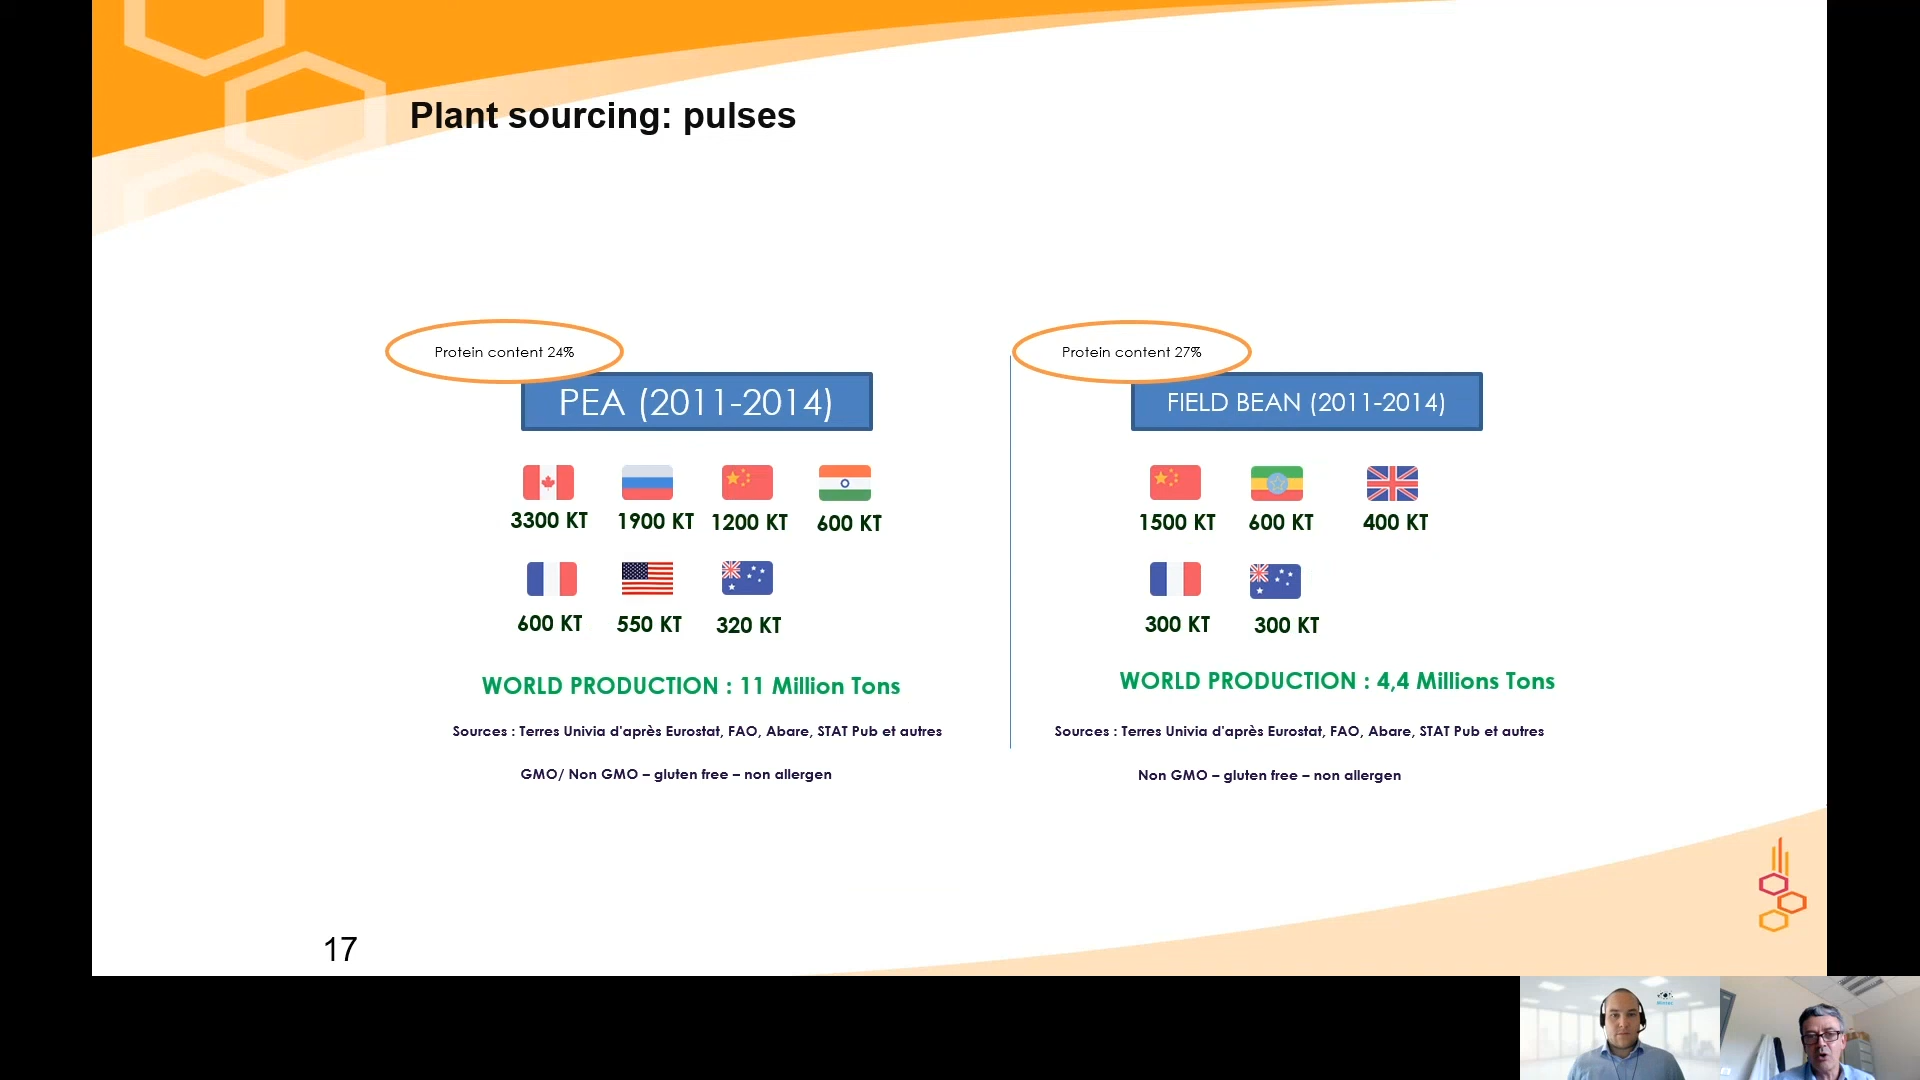 Plant sourcing: pulses
Protein content 24%
PEA (2011-2014)
3300 KT 1900 KT 1200 KT 600 KT
600 KT 550 KT 320 KT
WORLD PRODUCTION : 11 Million Tons
Sources : Terres Univia d'après Eurostat, FAO, Abare, STAT Pub et autres
GMO/ Non GMO – gluten free – non allergen
Protein content 27%
FIELD BEAN (2011-2014)
1500 KT 600 KT 400 KT
300 KT 300 KT
WORLD PRODUCTION : 4,4 Millions Tons
Sources : Terres Univia d'après Eurostat, FAO, Abare, STAT Pub et autres
Non GMO – gluten free – non allergen
17